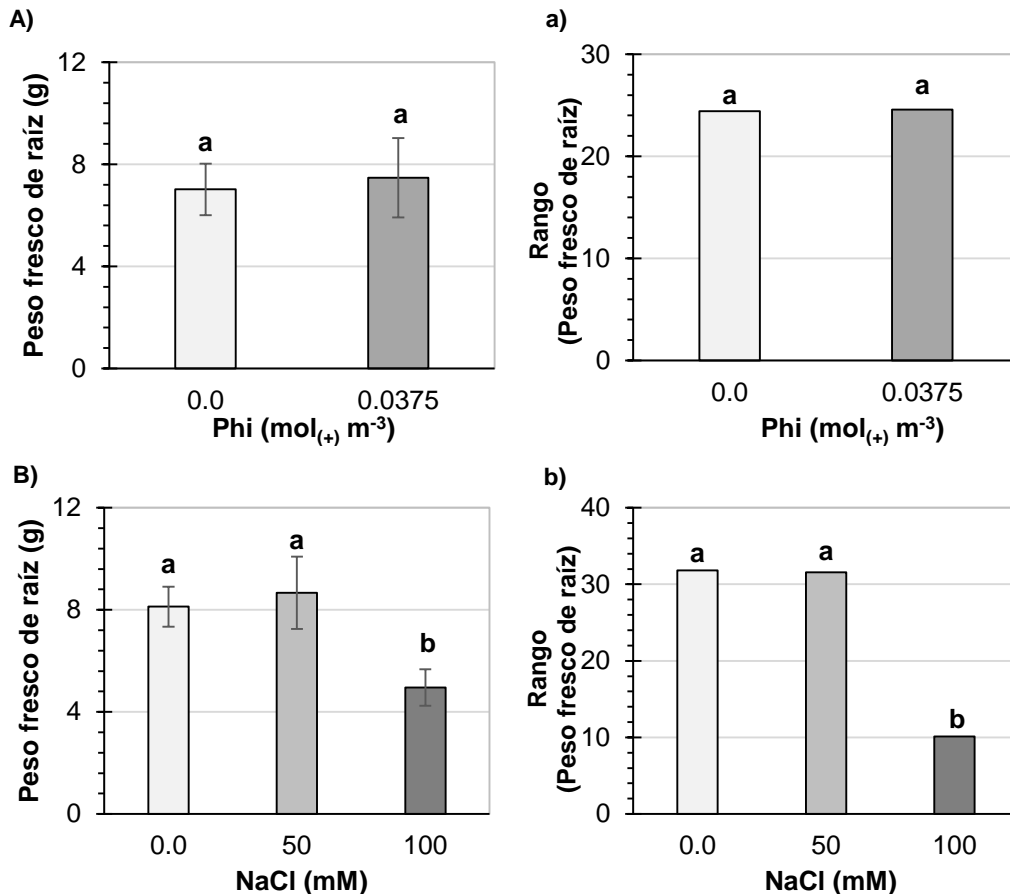 A)
Peso fresco de raíz (g)
12
8
4
0
a
a
0.0
0.0375
Phi (mol(+) m-3)
a)
Rango
(Peso fresco de raíz)
30
20
10
0
a
a
0.0
0.0375
Phi (mol(+) m-3)
B)
Peso fresco de raíz (g)
12
8
4
0
a
a
b
0.0
50
100
NaCl (mM)
b)
Rango
(Peso fresco de raíz)
40
30
20
10
0
a
a
b
0.0
50
100
NaCl (mM)